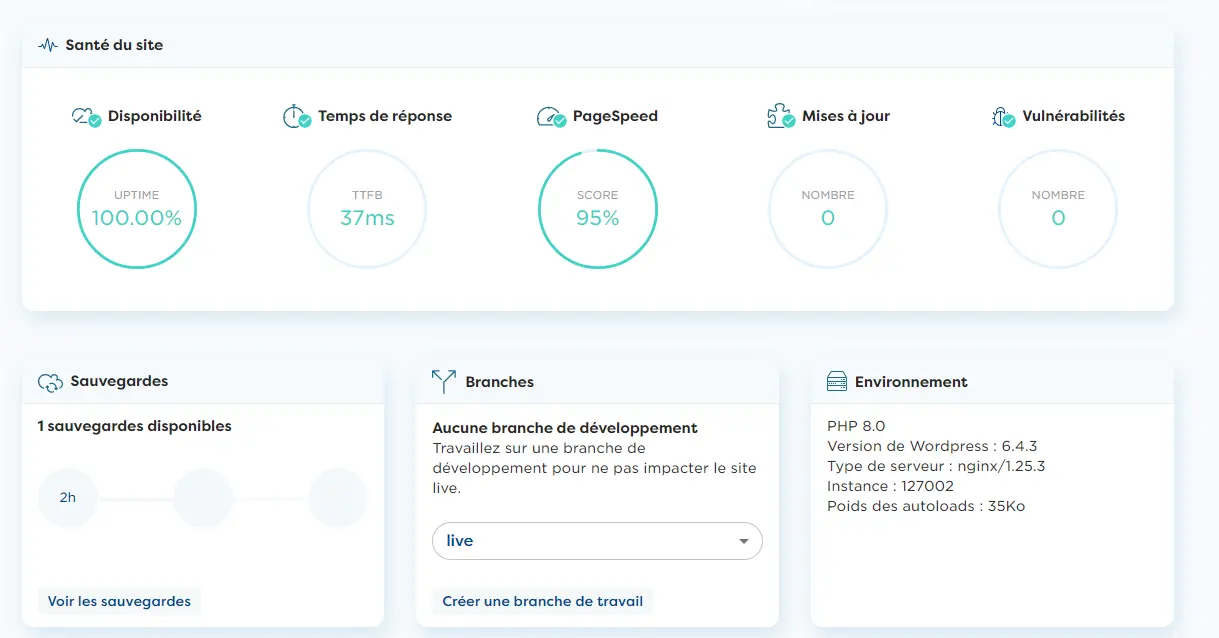 Santé du site
Disponibilité
UPTIME
100.00%
Temps de réponse
TTFB
37ms
PageSpeed
SCORE
95%
Mises à jour
NOMBRE
0
Vulnérabilités
NOMBRE
0
Sauvegardes
1 sauvegardes disponibles
2h
Voir les sauvegardes
Branches
Aucune branche de développement
Travaillez sur une branche de
développement pour ne pas impacter le site
live.
live
Créer une branche de travail
Environnement
PHP 8.0
Version de Wordpress : 6.4.3
Type de serveur : nginx/1.25.3
Instance : 127002
Poids des autoloads : 35Ko